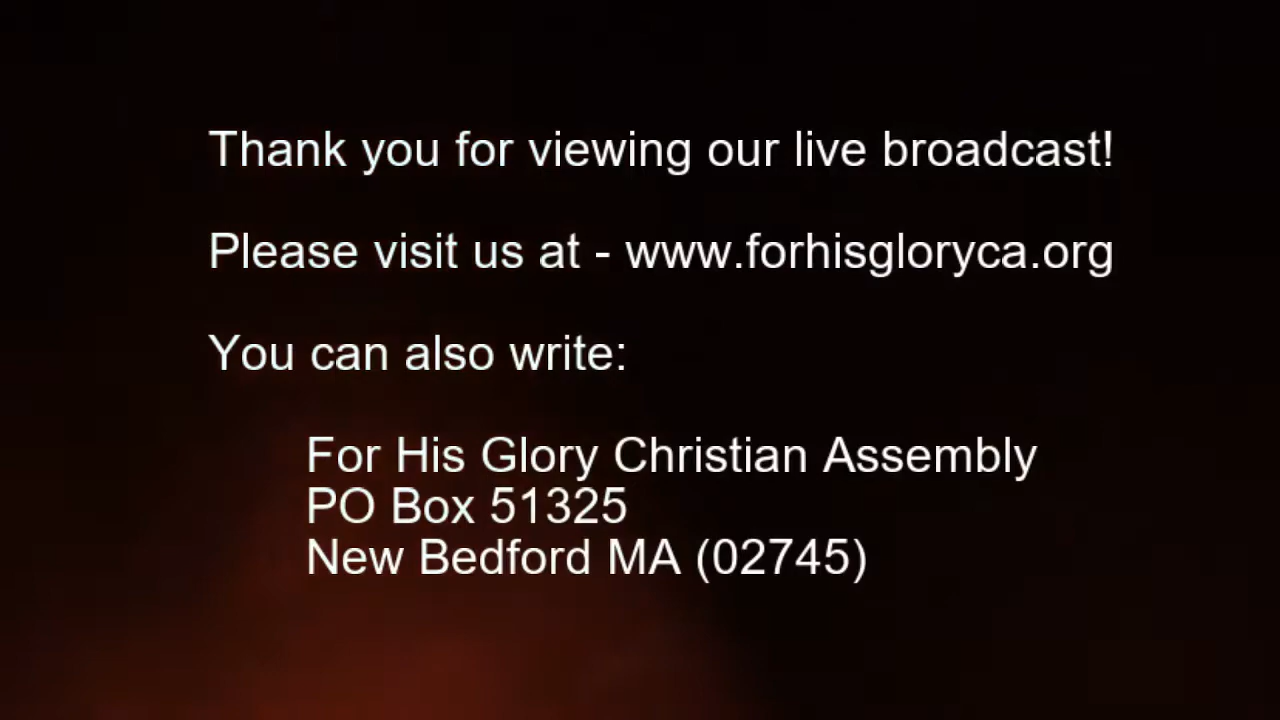 Thank you for viewing our live broadcast!
Please visit us at - www.forhisgloryca.org
You can also write:
For His Glory Christian Assembly
PO Box 51325
New Bedford MA (02745)